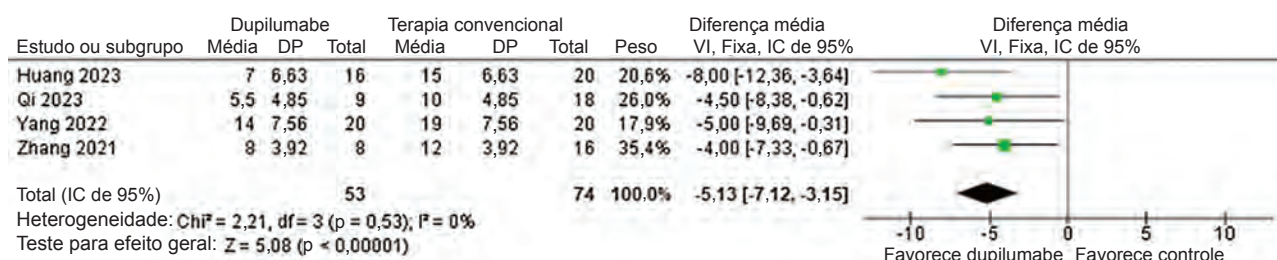 Dupilumabe Terapia convencional Diferença média Diferença média
Estudo ou subgrupo Média DP Total Média DP Total Peso VI, Fixa, IC de 95% VI, Fixa, IC de 95%
Huang 2023 7 6,63 16 15 6,63 20 20,6% -8,00 [-12,36, -3,64]
Qi 2023 5,5 4,85 9 10 4,85 18 26,0% -4,50 [-8,38, -0,62]
Yang 2022 14 7,56 20 19 7,56 20 17,9% -5,00 [-9,69, -0,31]
Zhang 2021 8 3,92 8 12 3,92 16 35,4% -4,00 [-7,33, -0,67]
Total (IC de 95%) 53 74 100,0% -5,13 [-7,12, -3,15]
Heterogeneidade: Chi² = 2,21, df = 3 (p = 0,53); I² = 0%
Teste para efeito geral: Z = 5,08 (p < 0,00001)
-10 -5 0 5 10
Favorece dupilumabe Favorece controle